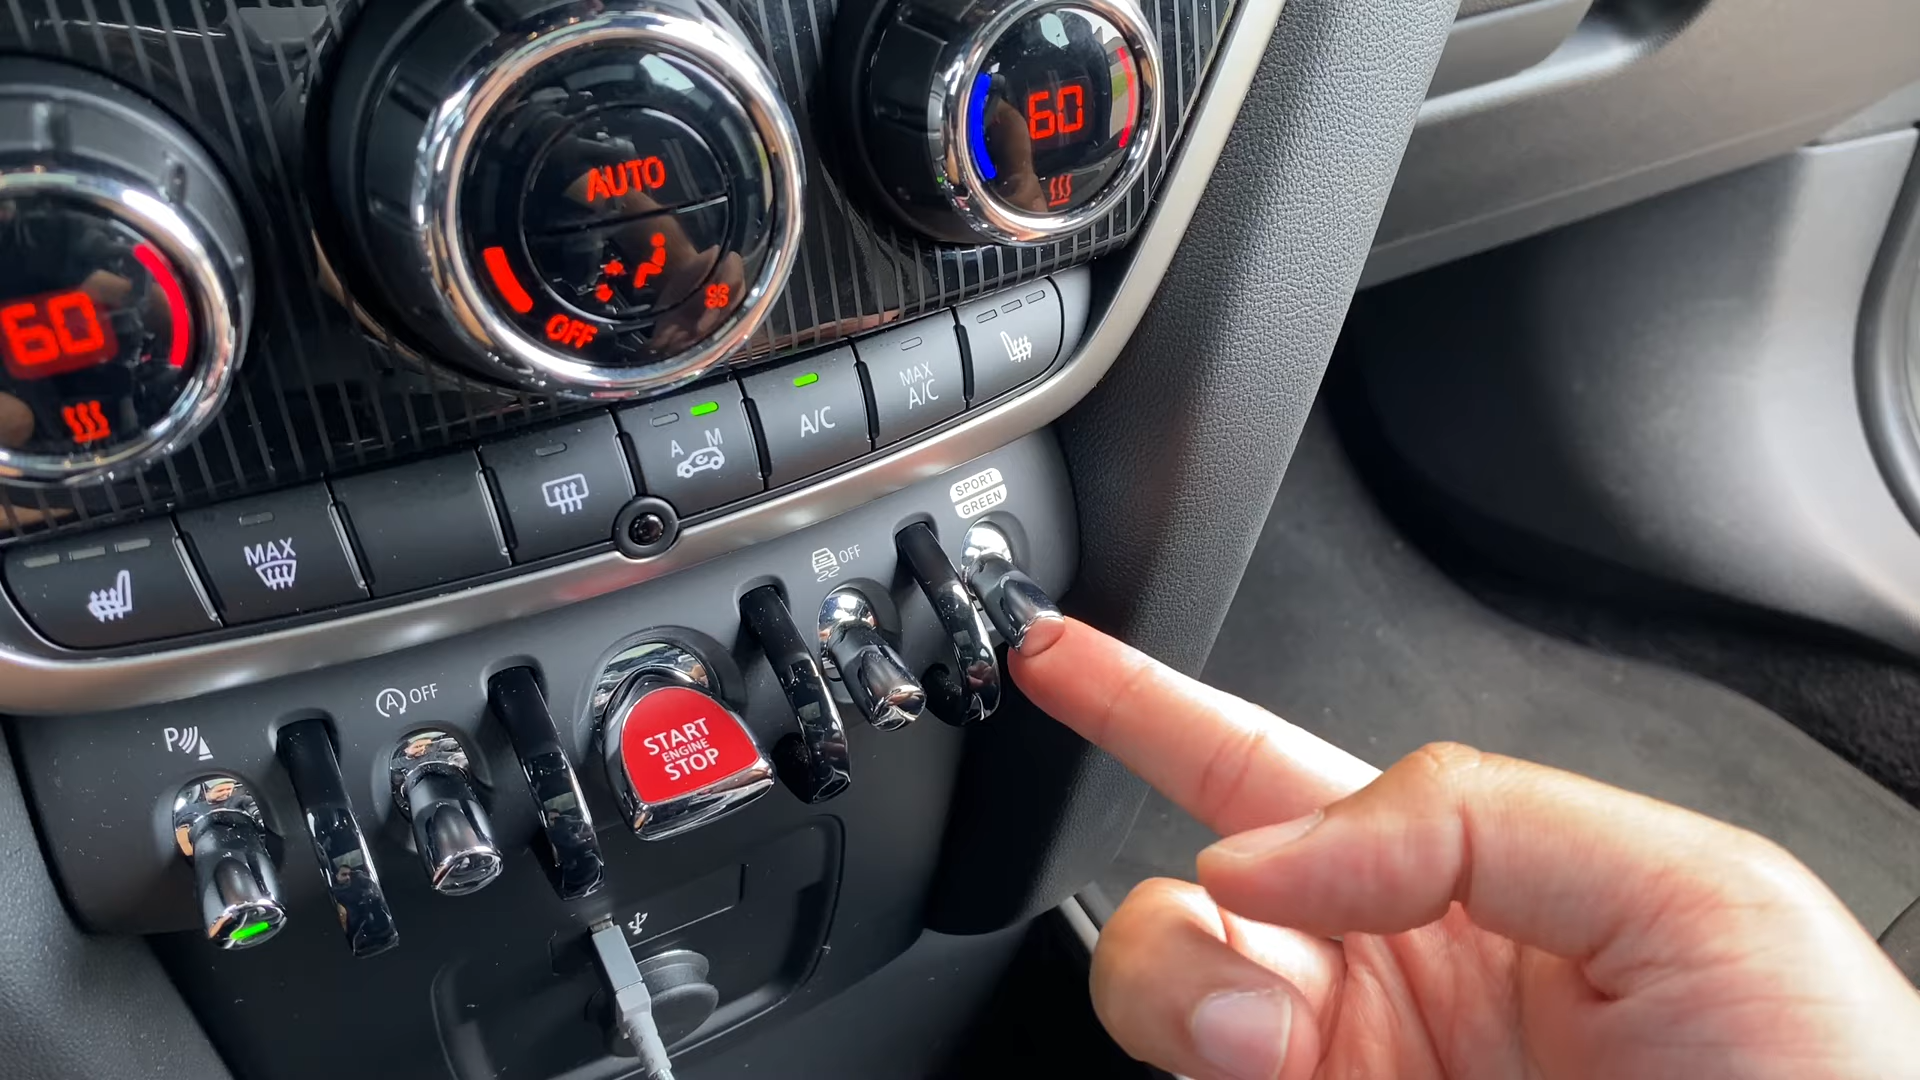 60
AUTO
60
OFF
MAX
A/C
A M
A/C
MAX
SPORT
GREEN
OFF
A OFF
P
START
ENGINE
STOP